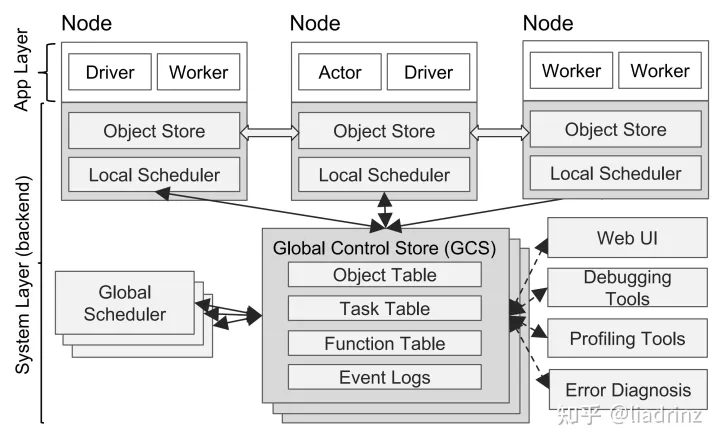 Node
Node
Node
App Layer
Driver
Worker
Actor
Driver
Worker
Worker
Object Store
Object Store
Object Store
Local Scheduler
Local Scheduler
Local Scheduler
System Layer (backend)
Global Control Store (GCS)
Object Table
Task Table
Function Table
Event Logs
Global
Scheduler
Web UI
Debugging
Tools
Profiling Tools
Error Diagnosis
知乎 @liadrinz